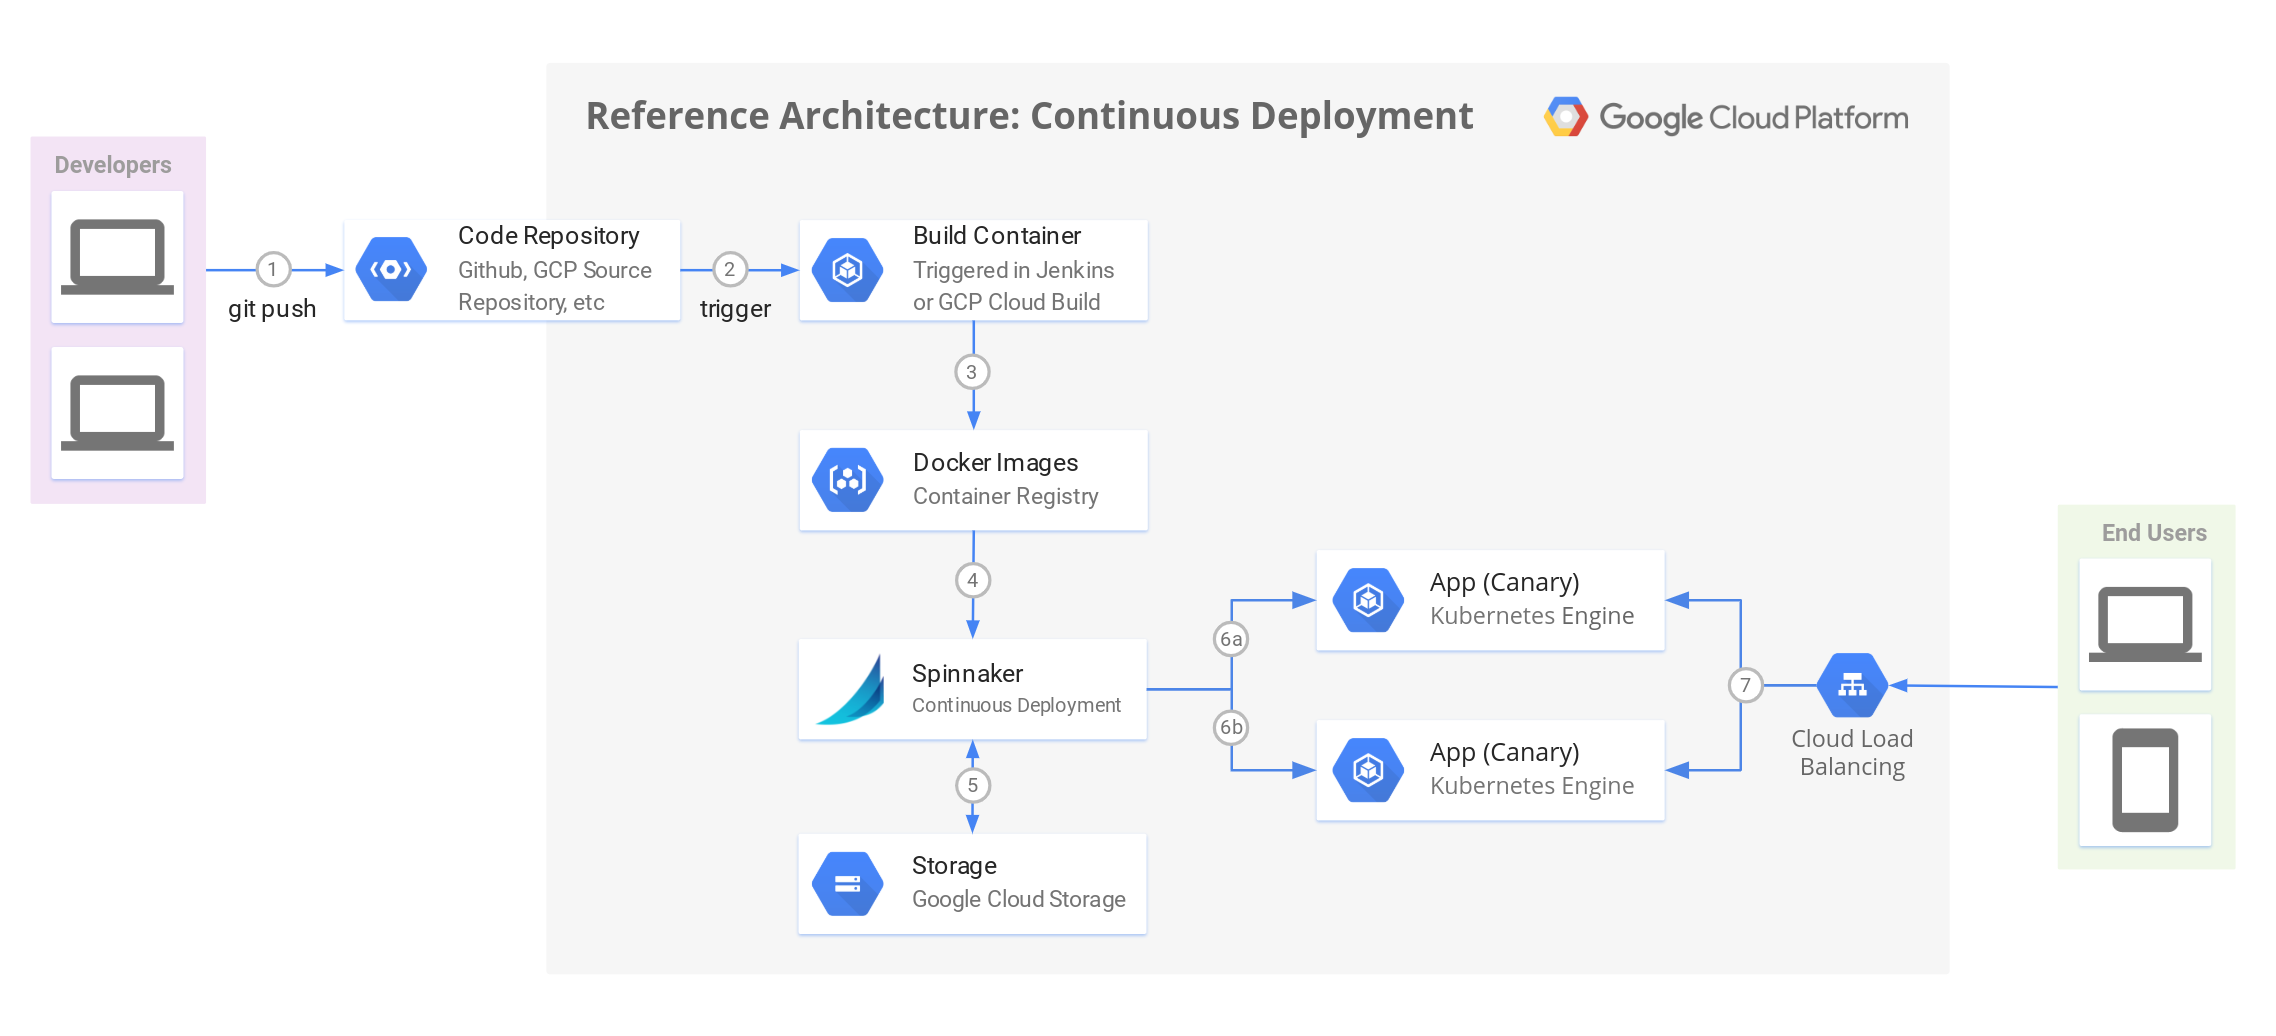 Reference Architecture: Continuous Deployment
Google Cloud Platform
Developers
1
git push
Code Repository
Github, GCP Source
Repository, etc
2
trigger
Build Container
Triggered in Jenkins
or GCP Cloud Build
3
Docker Images
Container Registry
4
Spinnaker
Continuous Deployment
5
Storage
Google Cloud Storage
6a
6b
App (Canary)
Kubernetes Engine
App (Canary)
Kubernetes Engine
7
Cloud Load
Balancing
End Users